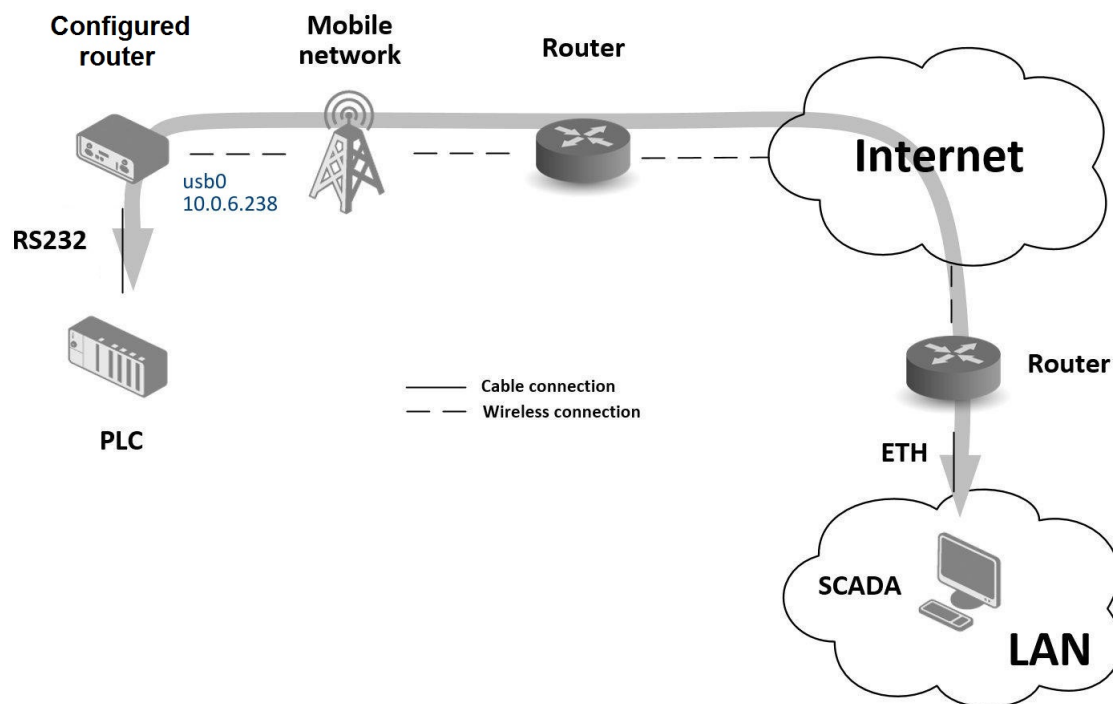 Configured
router
Mobile
network
Router
Internet
usb0
10.0.6.238
RS232
Router
Cable connection
Wireless connection
PLC
ETH
SCADA
LAN